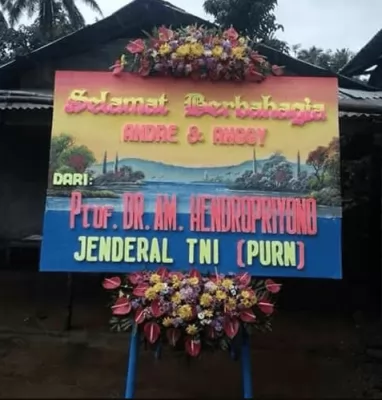 Selamat Berbahagia
ANDRE & ANGGY
DARI:
Prof. DR. AM. HENDROPRIYONO
JENDERAL TNI (PURN)